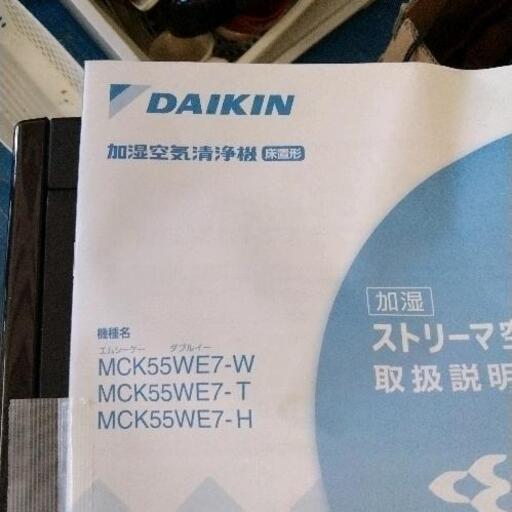 DAIKIN
加湿空気清浄機 床置形
加湿
ストリーマ空
取扱説明
機種名
エムシーケー ダブルイー
MCK55WE7-W
MCK55WE7-T
MCK55WE7-H